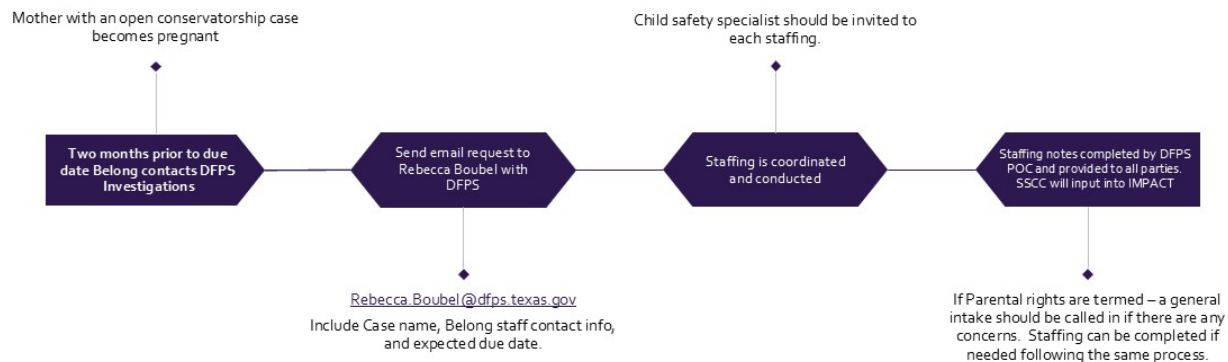 Mother with an open conservatorship case
becomes pregnant
Child safety specialist should be invited to
each staffing.
Two months prior to due
date Belong contacts DFPS
Investigations
Send email request to
Rebecca Boubel with
DFPS
Staffing is coordinated
and conducted
Staffing notes completed by DFPS
POC and provided to all parties.
SSCC will input into IMPACT
Rebecca.Boubel@dfps.texas.gov
Include Case name, Belong staff contact info,
and expected due date.
If Parental rights are termed – a general
intake should be called in if there are any
concerns.  Staffing can be completed if
needed following the same process.